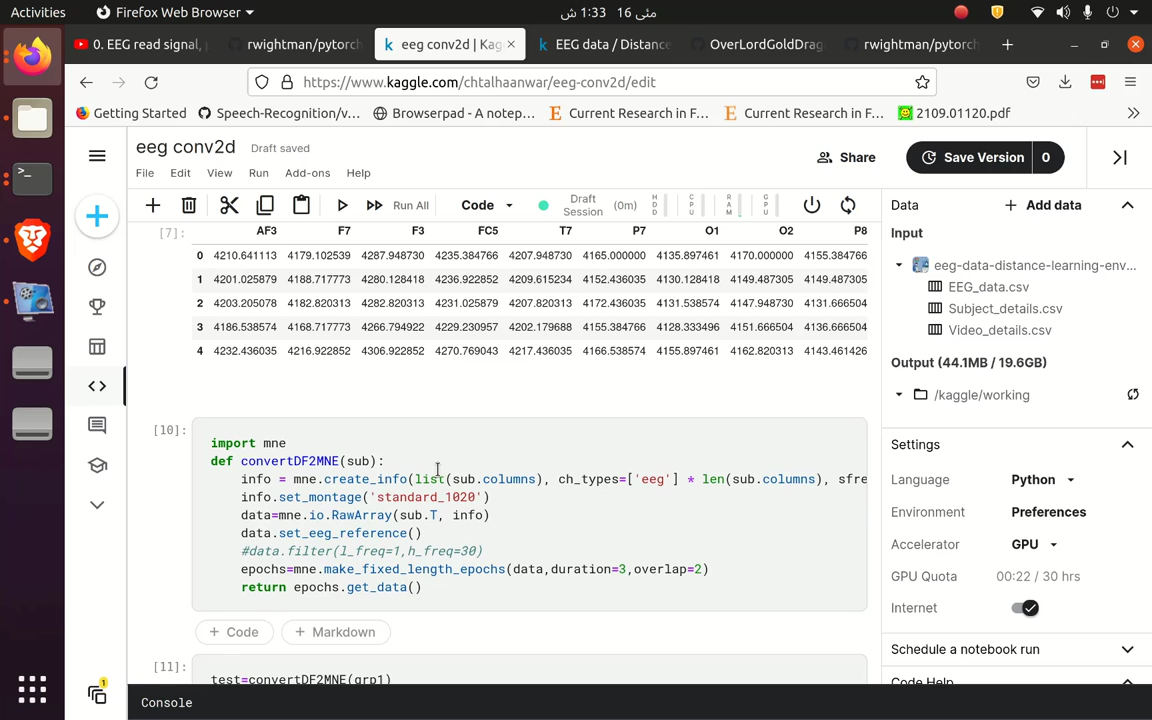 Activities
Firefox Web Browser
مئی 16 1:33 ش
0. EEG read signal,
rwightman/pytorch
eeg conv2d | Kag
EEG data / Distance
OverLordGoldDrag
rwightman/pytorch
https://www.kaggle.com/chtalhaanwar/eeg-conv2d/edit
Getting Started
Speech-Recognition/v...
Browserpad - A notep...
Current Research in F...
Current Research in F...
2109.01120.pdf
eeg conv2d
Draft saved
File Edit View Run Add-ons Help
Share
Save Version 0
Run All
Code
Draft Session (0m)
HDD
CPU
RAM
GPU
[7]:
AF3 F7 F3 FC5 T7 P7 O1 O2 P8
0 4210.641113 4179.102539 4287.948730 4235.384766 4207.948730 4165.000000 4135.897461 4170.000000 4155.384766
1 4201.025879 4188.717773 4280.128418 4236.922852 4209.615234 4152.436035 4130.128418 4149.487305 4149.487305
2 4203.205078 4182.820313 4282.820313 4231.025879 4207.820313 4172.436035 4131.538574 4147.948730 4131.666504
3 4186.538574 4168.717773 4266.794922 4229.230957 4202.179688 4155.384766 4128.333496 4151.666504 4136.666504
4 4232.436035 4216.922852 4306.922852 4270.769043 4217.436035 4166.538574 4155.897461 4162.820313 4143.461426
[10]:
import mne
def convertDF2MNE(sub):
    info = mne.create_info(list(sub.columns), ch_types=['eeg'] * len(sub.columns), sfre
    info.set_montage('standard_1020')
    data=mne.io.RawArray(sub.T, info)
    data.set_eeg_reference()
    #data.filter(l_freq=1,h_freq=30)
    epochs=mne.make_fixed_length_epochs(data,duration=3,overlap=2)
    return epochs.get_data()
+ Code
+ Markdown
[11]:
test=convertDF2MNE(grp1)
Console
Data
+ Add data
Input
eeg-data-distance-learning-env...
EEG_data.csv
Subject_details.csv
Video_details.csv
Output (44.1MB / 19.6GB)
/kaggle/working
Settings
Language Python
Environment Preferences
Accelerator GPU
GPU Quota 00:22 / 30 hrs
Internet
Schedule a notebook run
Code Help
1